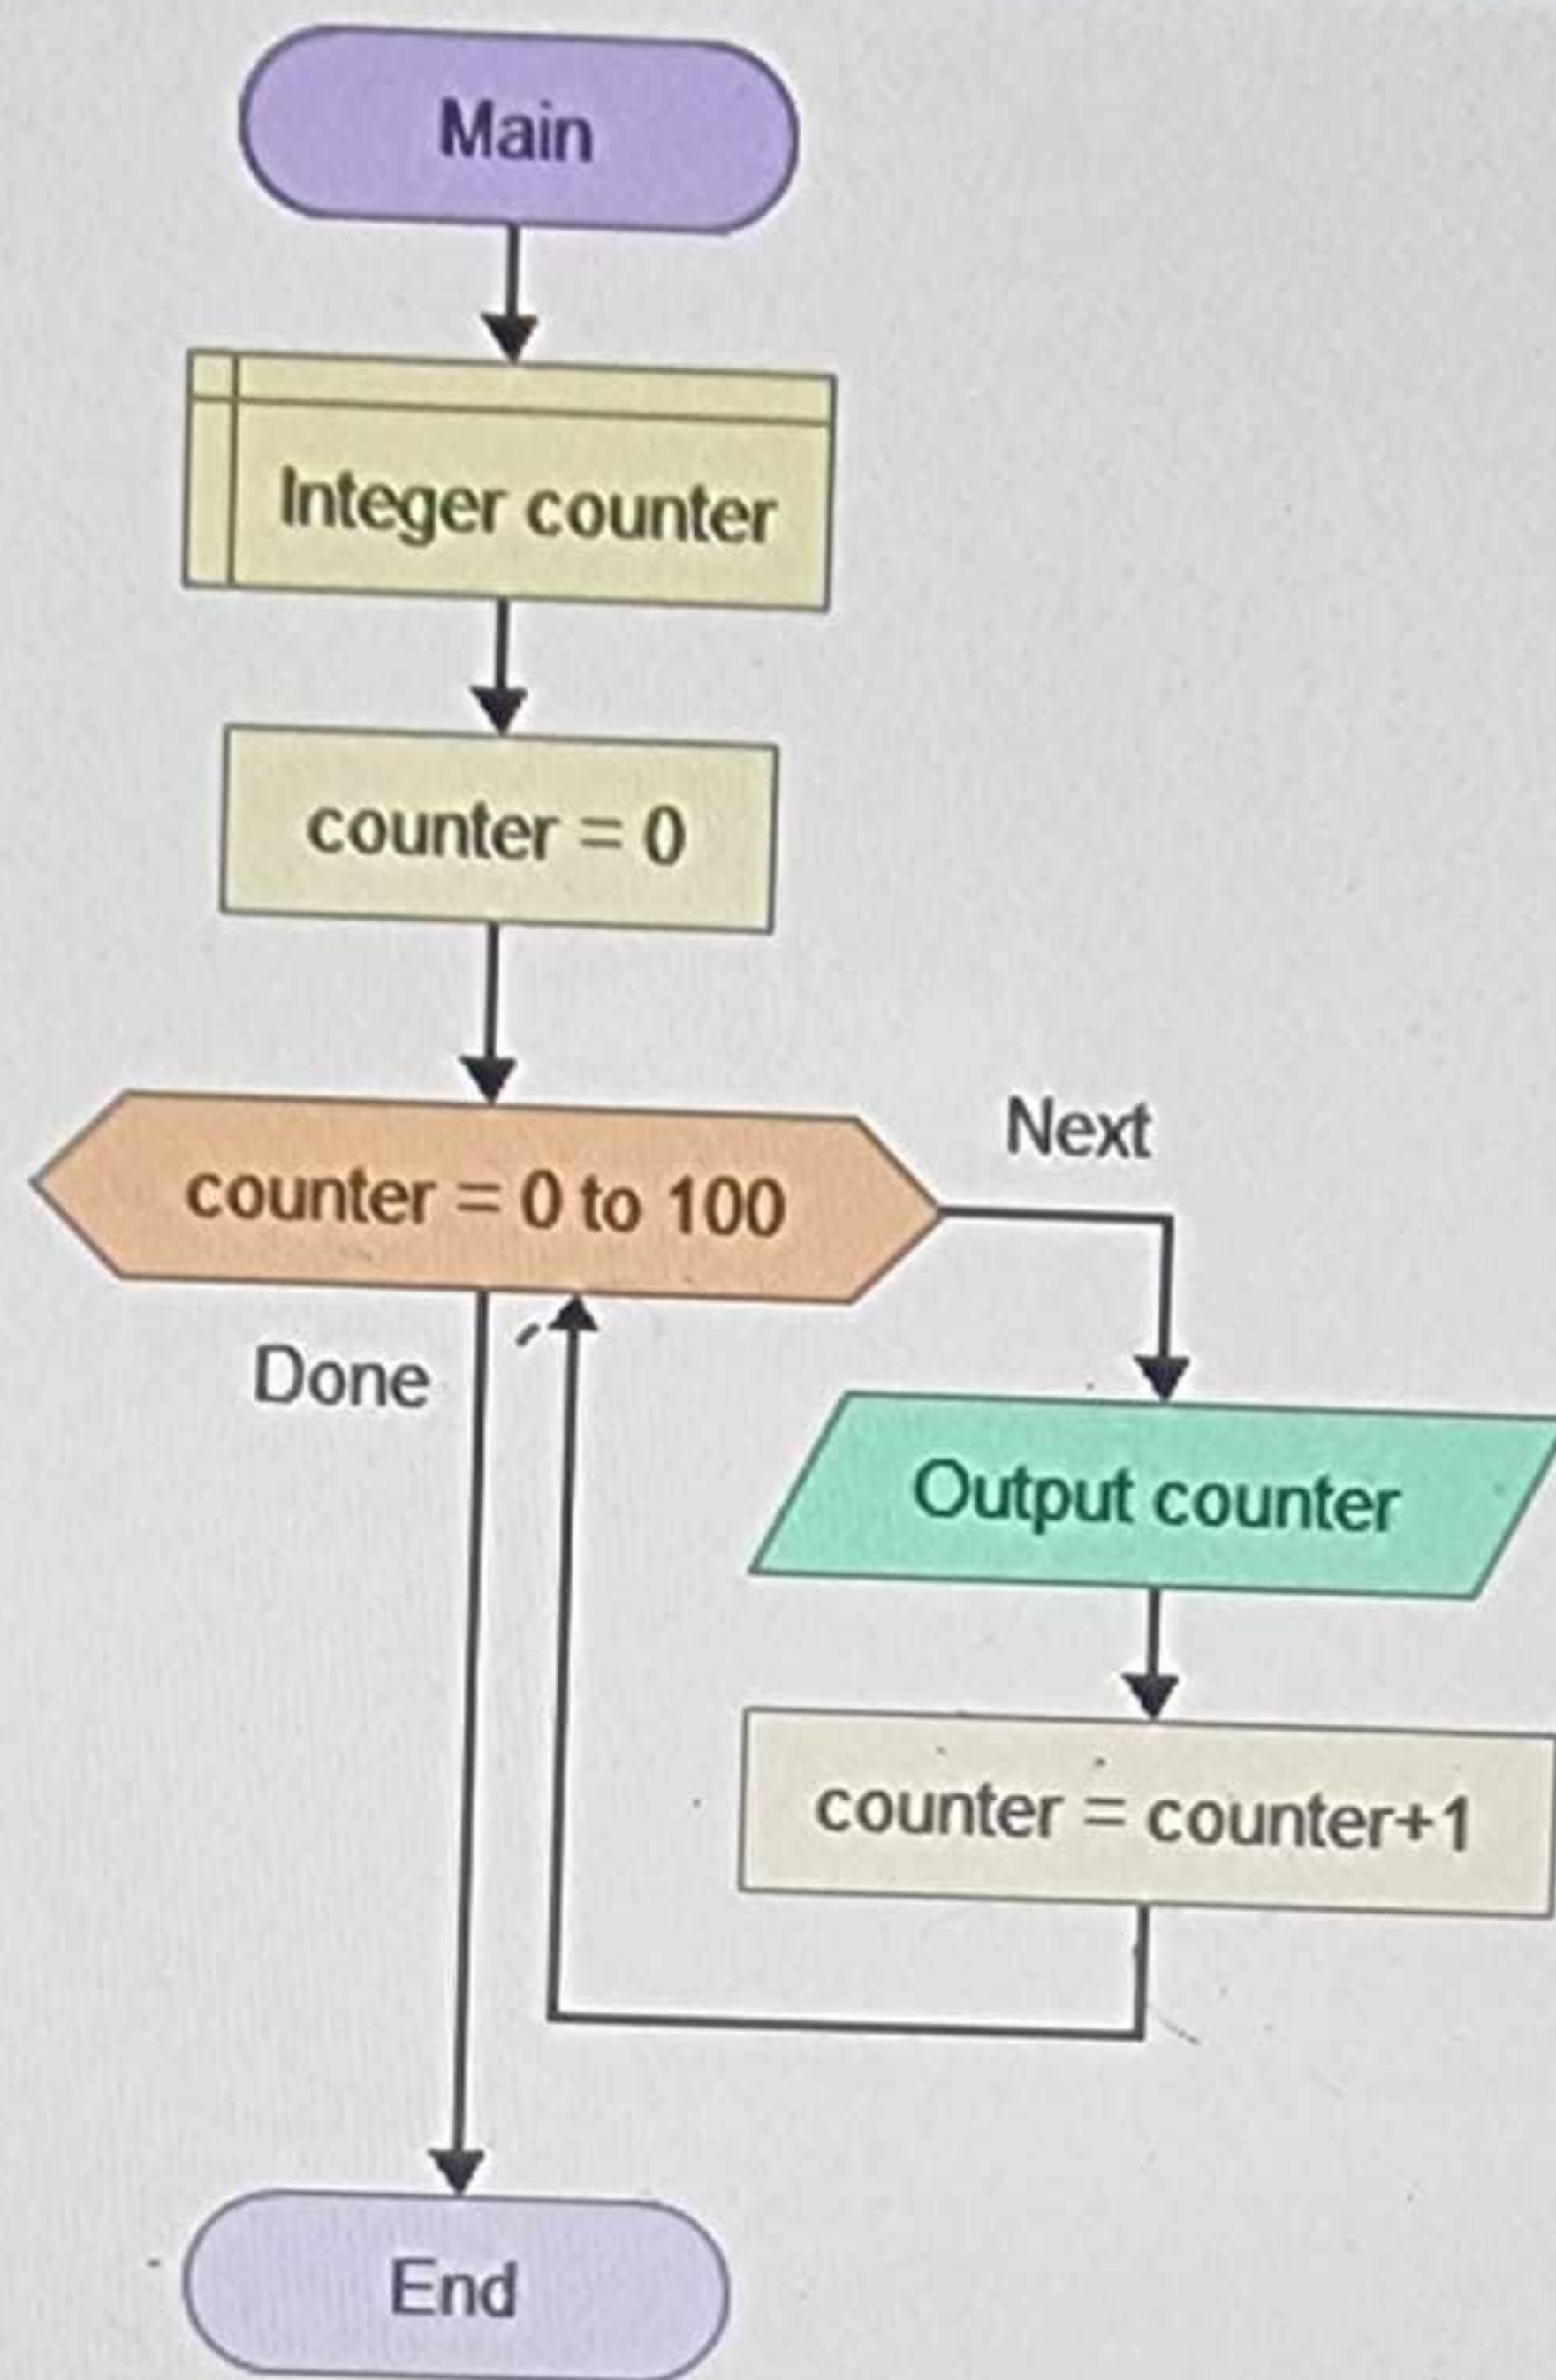 Main
Integer counter
counter = 0
counter = 0 to 100
Next
Done
Output counter
counter = counter+1
End